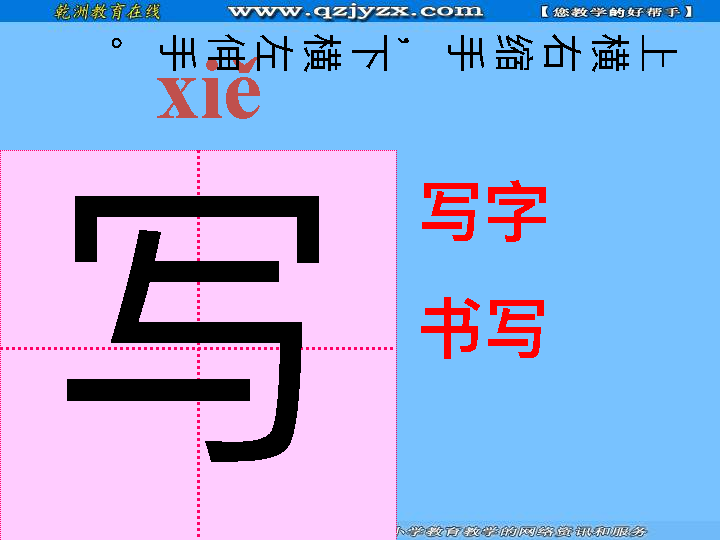 乾洲教育在线 www.qzjyzx.com 【您教学的好帮手】
上横右缩手，下横左伸手。
xiě
写
写字
书写
小学教育教学的网络资讯和服务